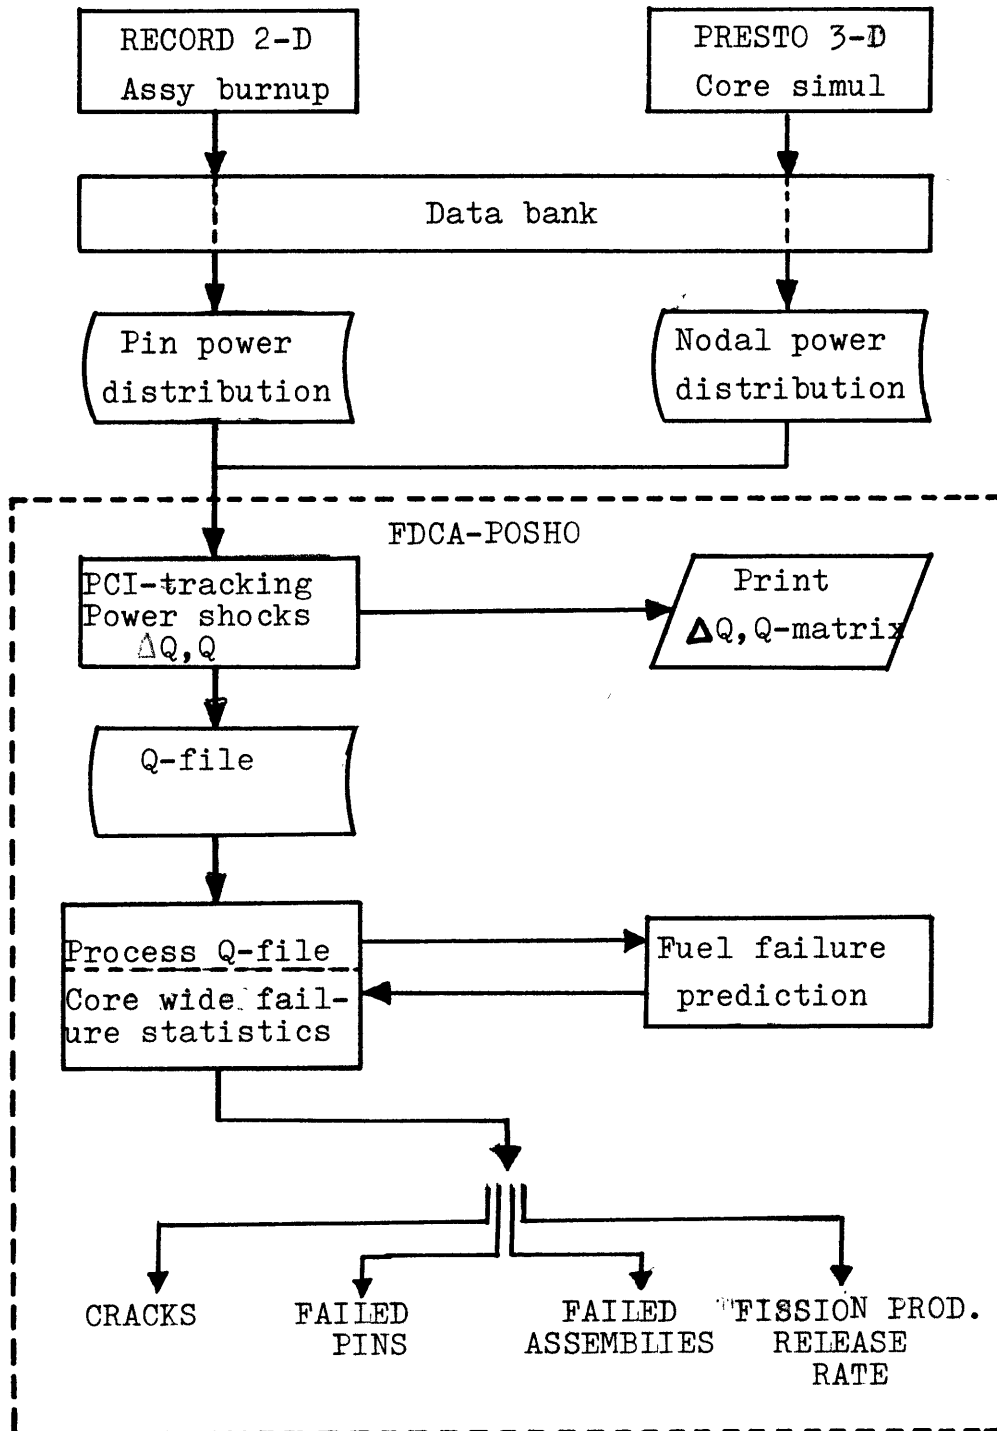 RECORD 2-D
Assy burnup
PRESTO 3-D
Core simul
Data bank
Pin power
distribution
Nodal power
distribution
FDCA-POSHO
PCI-tracking
Power shocks
ΔQ,Q
Print
ΔQ,Q-matrix
Q-file
Process Q-file
Core wide fail-
ure statistics
Fuel failure
prediction
CRACKS
FAILED
PINS
FAILED
ASSEMBLIES
FISSION PROD.
RELEASE
RATE